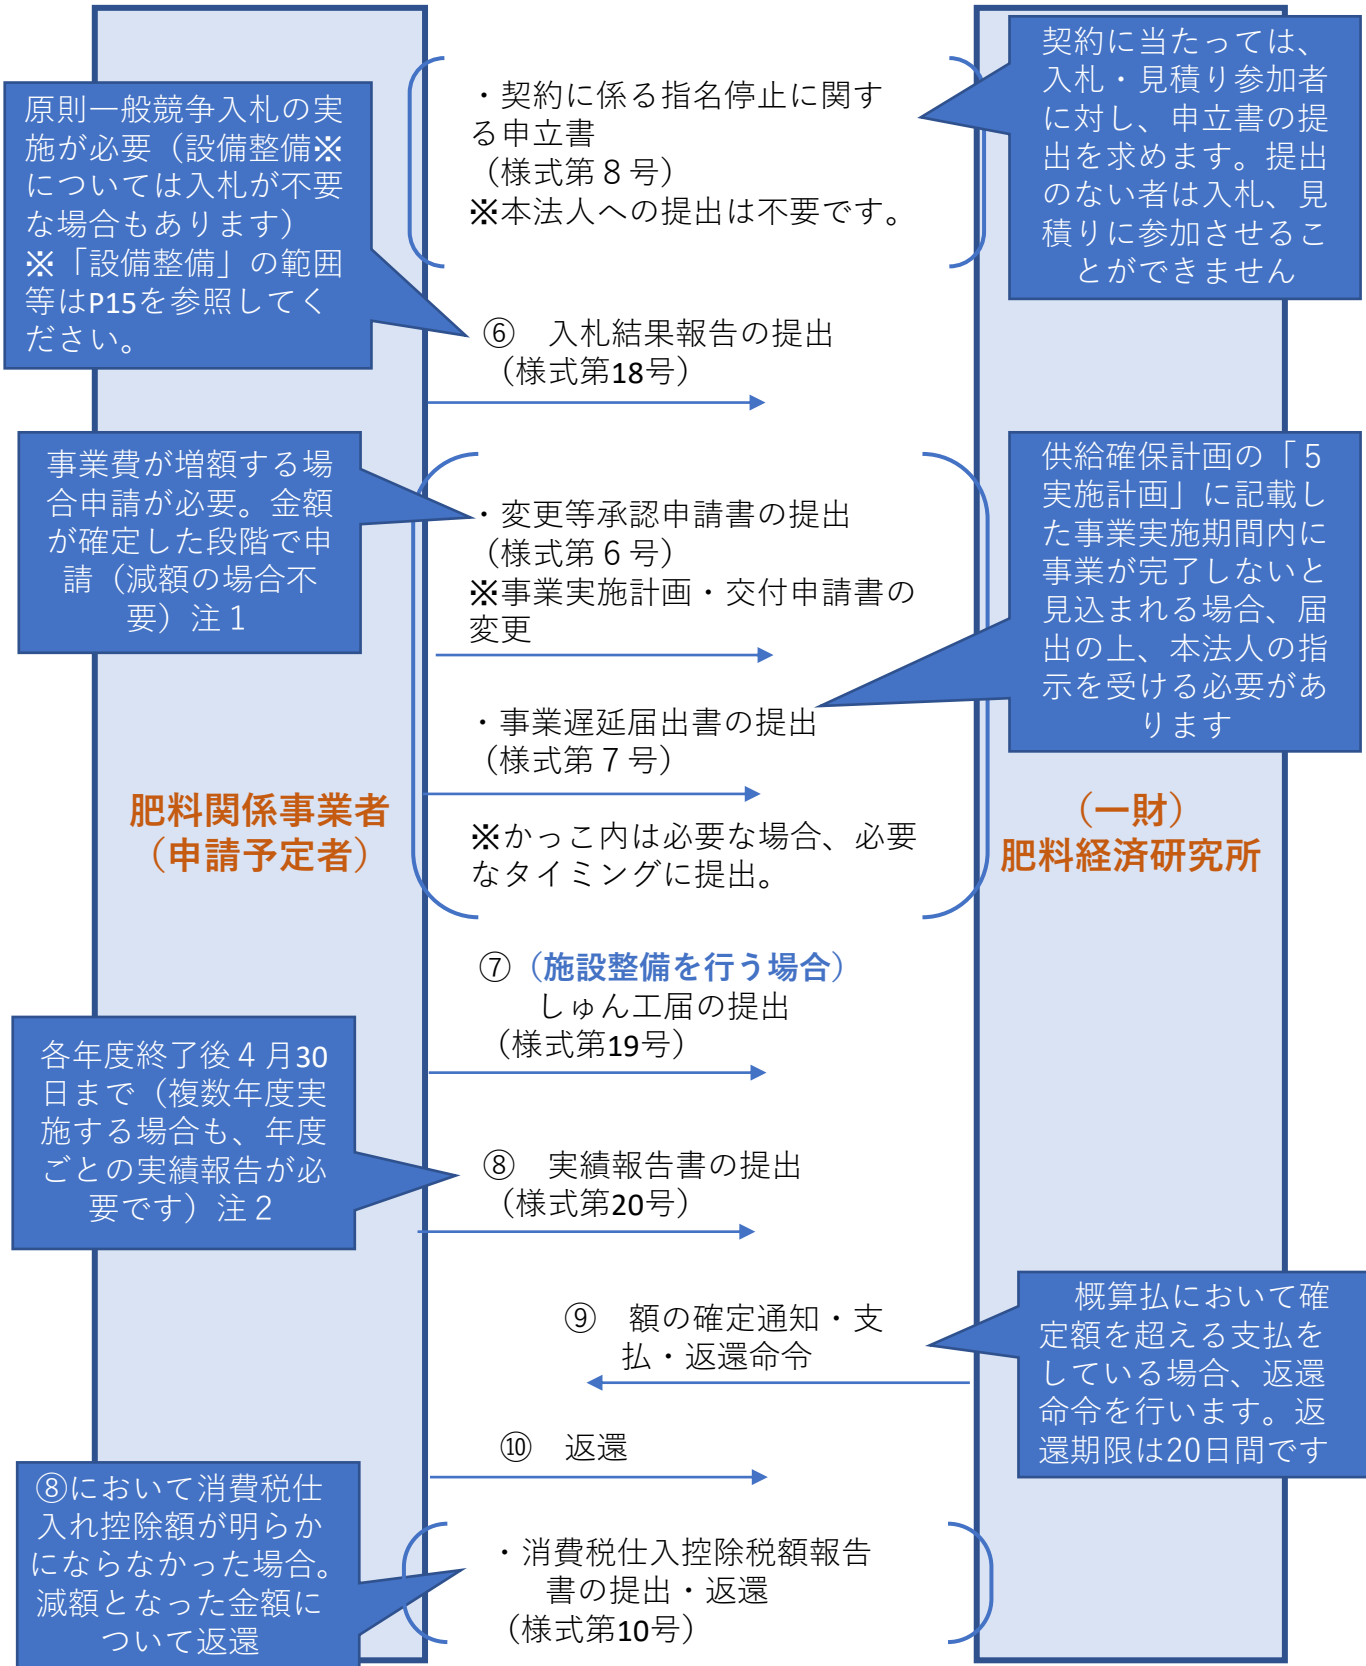 契約に当たっては、
入札・見積り参加者
に対し、申立書の提
出を求めます。提出
のない者は入札、見
積りに参加させるこ
とができません
・契約に係る指名停止に関す
る申立書
（様式第８号）
※本法人への提出は不要です。
原則一般競争入札の実
施が必要（設備整備※
については入札が不要
な場合もあります）
※「設備整備」の範囲
等はP15を参照してく
ださい。
⑥　入札結果報告の提出
（様式第18号）
事業費が増額する場
合申請が必要。金額
が確定した段階で申
請（減額の場合不
要）注１
・変更等承認申請書の提出
（様式第６号）
※事業実施計画・交付申請書の
変更
供給確保計画の「５
実施計画」に記載し
た事業実施期間内に
事業が完了しないと
見込まれる場合、届
出の上、本法人の指
示を受ける必要があ
ります
・事業遅延届出書の提出
（様式第７号）
※かっこ内は必要な場合、必要
なタイミングに提出。
肥料関係事業者
（申請予定者）
（一財）
肥料経済研究所
⑦（施設整備を行う場合）
しゅん工届の提出
（様式第19号）
各年度終了後４月30
日まで（複数年度実
施する場合も、年度
ごとの実績報告が必
要です）注２
⑧　実績報告書の提出
（様式第20号）
⑨　額の確定通知・支
払・返還命令
概算払において確
定額を超える支払を
している場合、返還
命令を行います。返
還期限は20日間です
⑩　返還
⑧において消費税仕
入れ控除額が明らか
にならなかった場合。
減額となった金額に
ついて返還
・消費税仕入控除税額報告
書の提出・返還
（様式第10号）